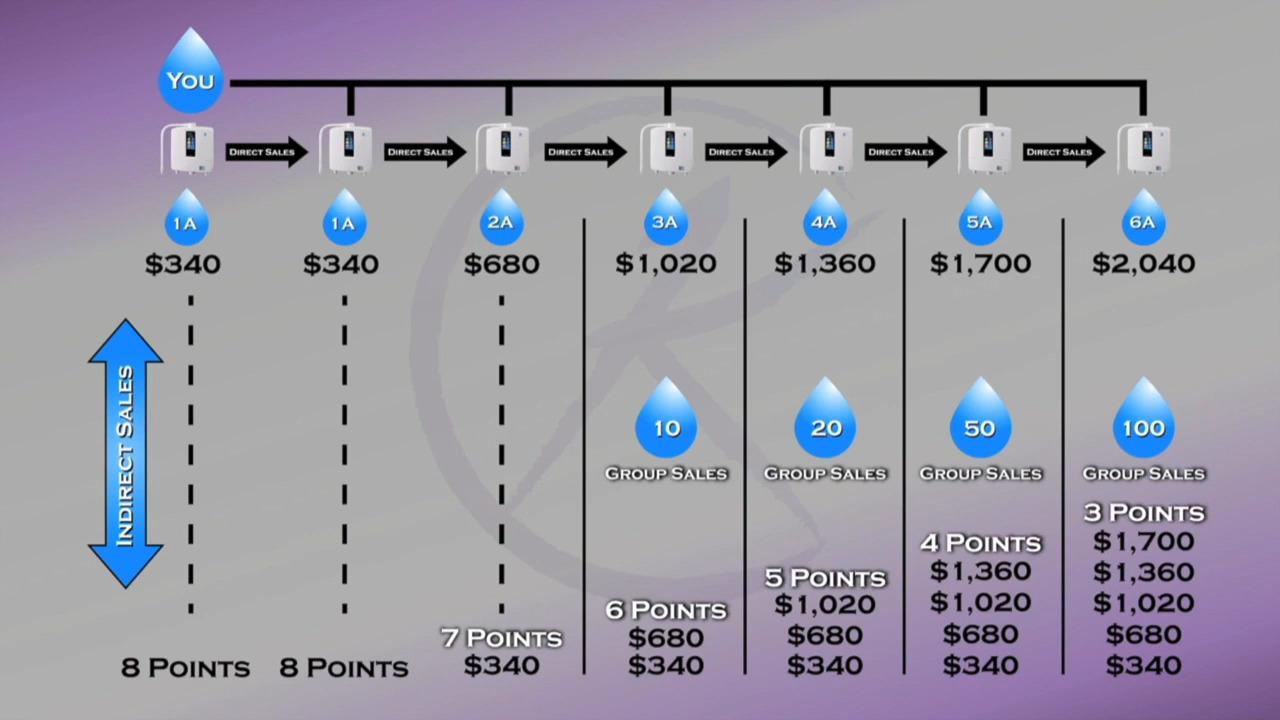 You
Direct Sales Direct Sales Direct Sales Direct Sales Direct Sales Direct Sales
1A 1A 2A 3A 4A 5A 6A
$340 $340 $680 $1,020 $1,360 $1,700 $2,040
Indirect Sales
10 20 50 100
Group Sales Group Sales Group Sales Group Sales
3 Points
4 Points $1,700
5 Points $1,360 $1,360
6 Points $1,020 $1,020 $1,020
7 Points $680 $680 $680 $680
8 Points 8 Points $340 $340 $340 $340 $340